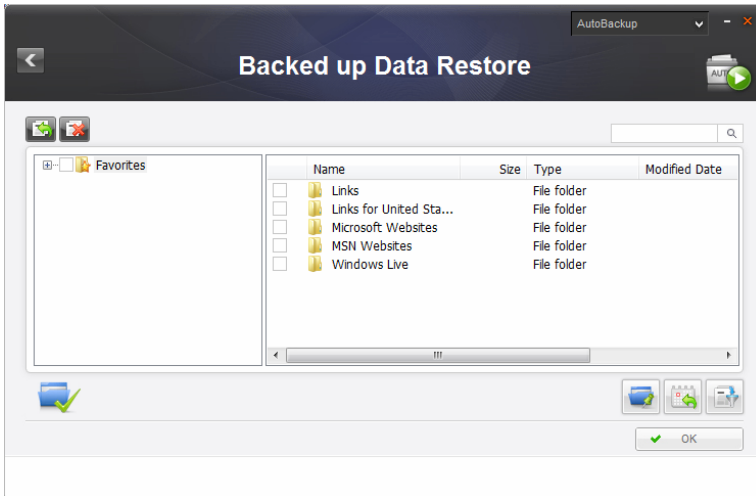 AutoBackup
Backed up Data Restore
AUT
Favorites
Name Size Type Modified Date
Links File folder
Links for United Sta... File folder
Microsoft Websites File folder
MSN Websites File folder
Windows Live File folder
OK